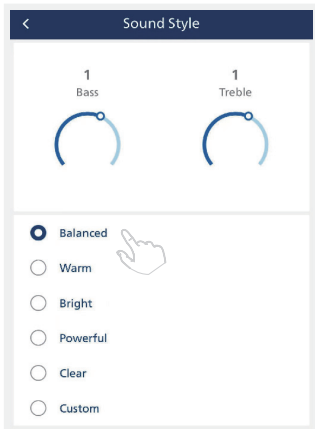 Sound Style
1 1
Bass Treble
Balanced
Warm
Bright
Powerful
Clear
Custom